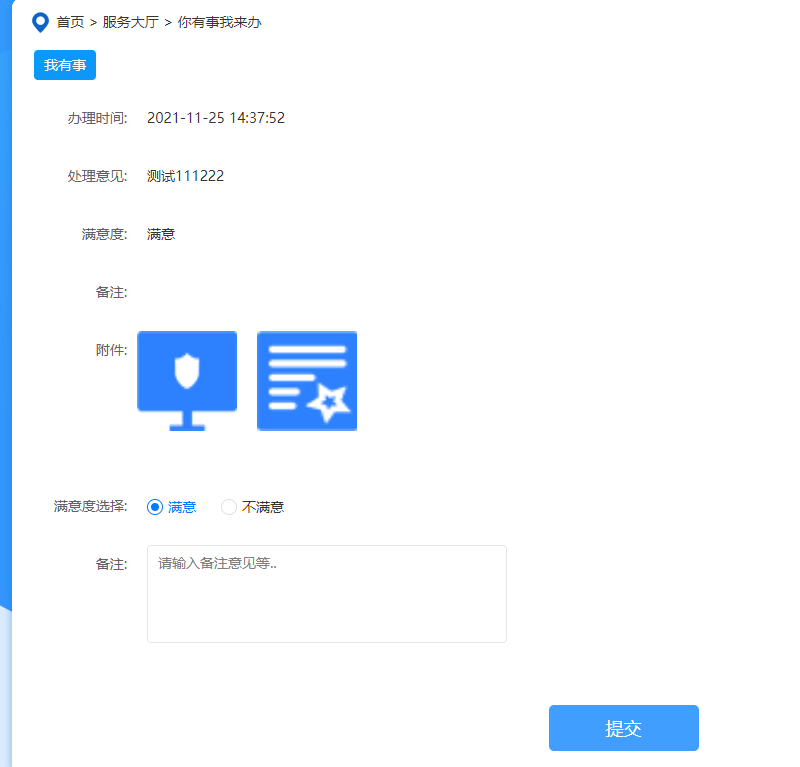 首页 > 服务大厅 > 你有事我来办
我有事
办理时间: 2021-11-25 14:37:52
处理意见: 测试111222
满意度: 满意
备注:
附件:
满意度选择: 满意 不满意
备注: 请输入备注意见等..
提交